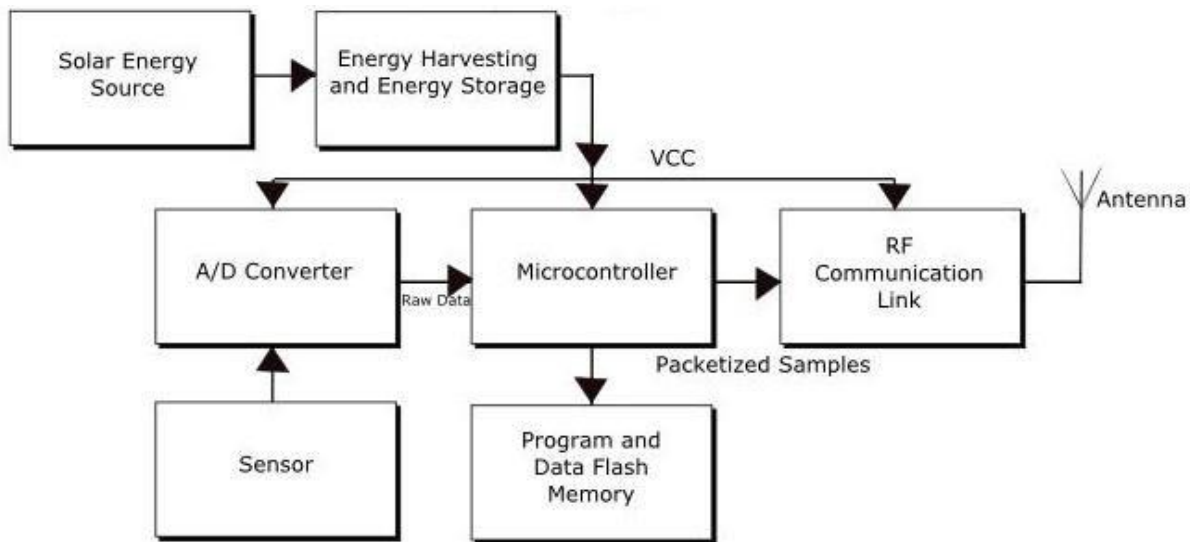 Solar Energy
Source
Energy Harvesting
and Energy Storage
VCC
Antenna
A/D Converter
Raw Data
Microcontroller
RF
Communication
Link
Packetized Samples
Sensor
Program and
Data Flash
Memory